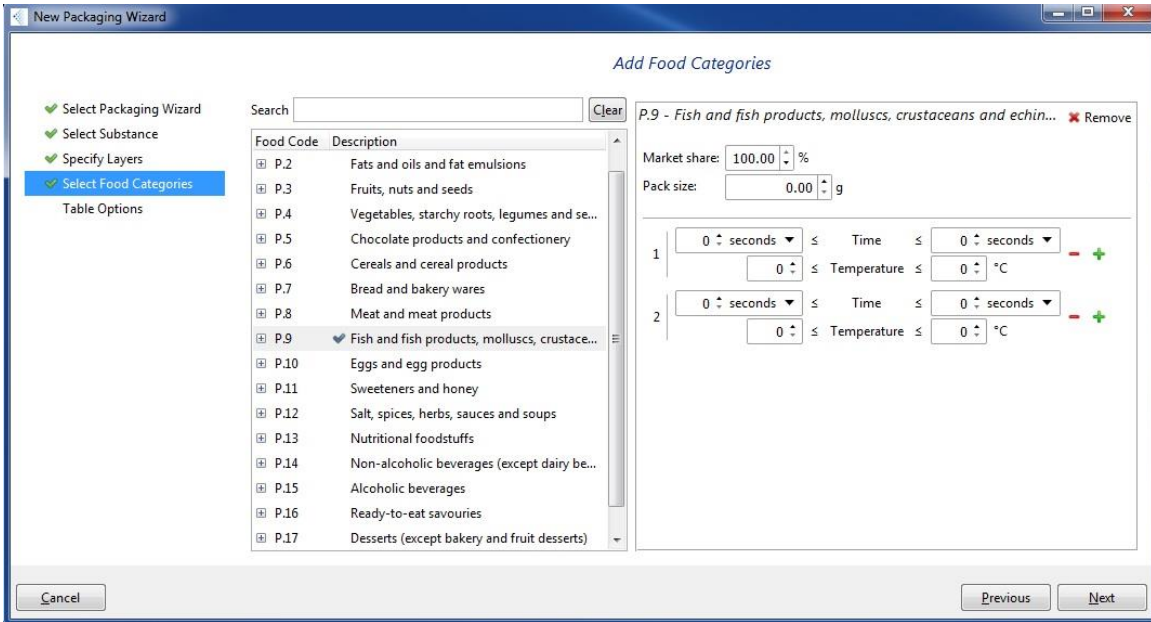 New Packaging Wizard
Add Food Categories
Select Packaging Wizard
Select Substance
Specify Layers
Select Food Categories
Table Options
Search
Clear
Food Code Description
P.2 Fats and oils and fat emulsions
P.3 Fruits, nuts and seeds
P.4 Vegetables, starchy roots, legumes and se...
P.5 Chocolate products and confectionery
P.6 Cereals and cereal products
P.7 Bread and bakery wares
P.8 Meat and meat products
P.9 Fish and fish products, molluscs, crustace...
P.10 Eggs and egg products
P.11 Sweeteners and honey
P.12 Salt, spices, herbs, sauces and soups
P.13 Nutritional foodstuffs
P.14 Non-alcoholic beverages (except dairy be...
P.15 Alcoholic beverages
P.16 Ready-to-eat savouries
P.17 Desserts (except bakery and fruit desserts)
P.9 - Fish and fish products, molluscs, crustaceans and echin... Remove
Market share: 100.00 %
Pack size: 0.00 g
1
0 seconds ≤ Time ≤ 0 seconds
0 ≤ Temperature ≤ 0 °C
2
0 seconds ≤ Time ≤ 0 seconds
0 ≤ Temperature ≤ 0 °C
Cancel
Previous
Next